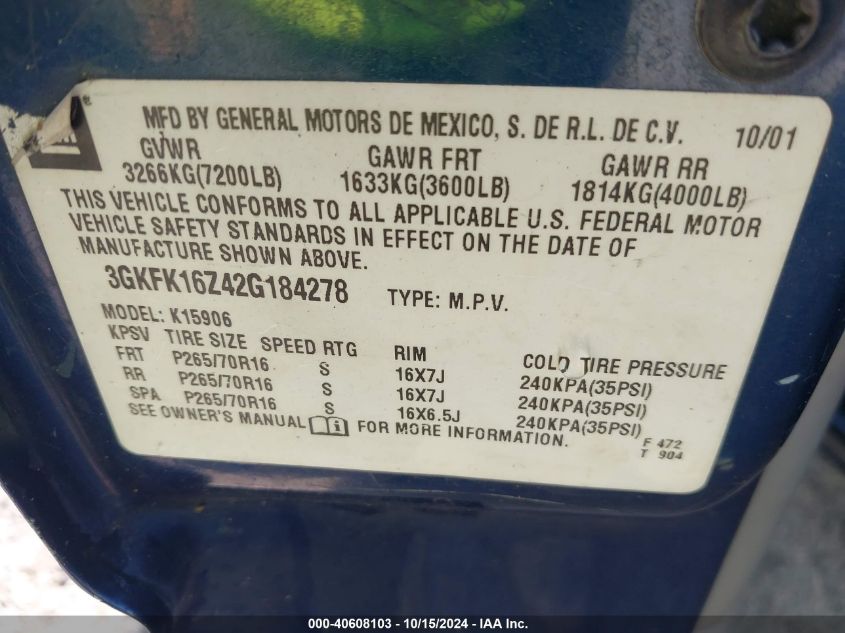 MFD BY GENERAL MOTORS DE MEXICO, S. DE R.L. DE C.V. 10/01
GVWR GAWR FRT GAWR RR
3266KG(7200LB) 1633KG(3600LB) 1814KG(4000LB)
THIS VEHICLE CONFORMS TO ALL APPLICABLE U.S. FEDERAL MOTOR
VEHICLE SAFETY STANDARDS IN EFFECT ON THE DATE OF
MANUFACTURE SHOWN ABOVE.
3GKFK16Z42G184278 TYPE: M.P.V.
MODEL: K15906
KPSV TIRE SIZE SPEED RTG RIM COLD TIRE PRESSURE
FRT P265/70R16 S 16X7J 240KPA(35PSI)
RR P265/70R16 S 16X7J 240KPA(35PSI)
SPA P265/70R16 S 16X6.5J 240KPA(35PSI)
SEE OWNER'S MANUAL FOR MORE INFORMATION.
F 472
T 904
000-40608103 - 10/15/2024 - IAA Inc.